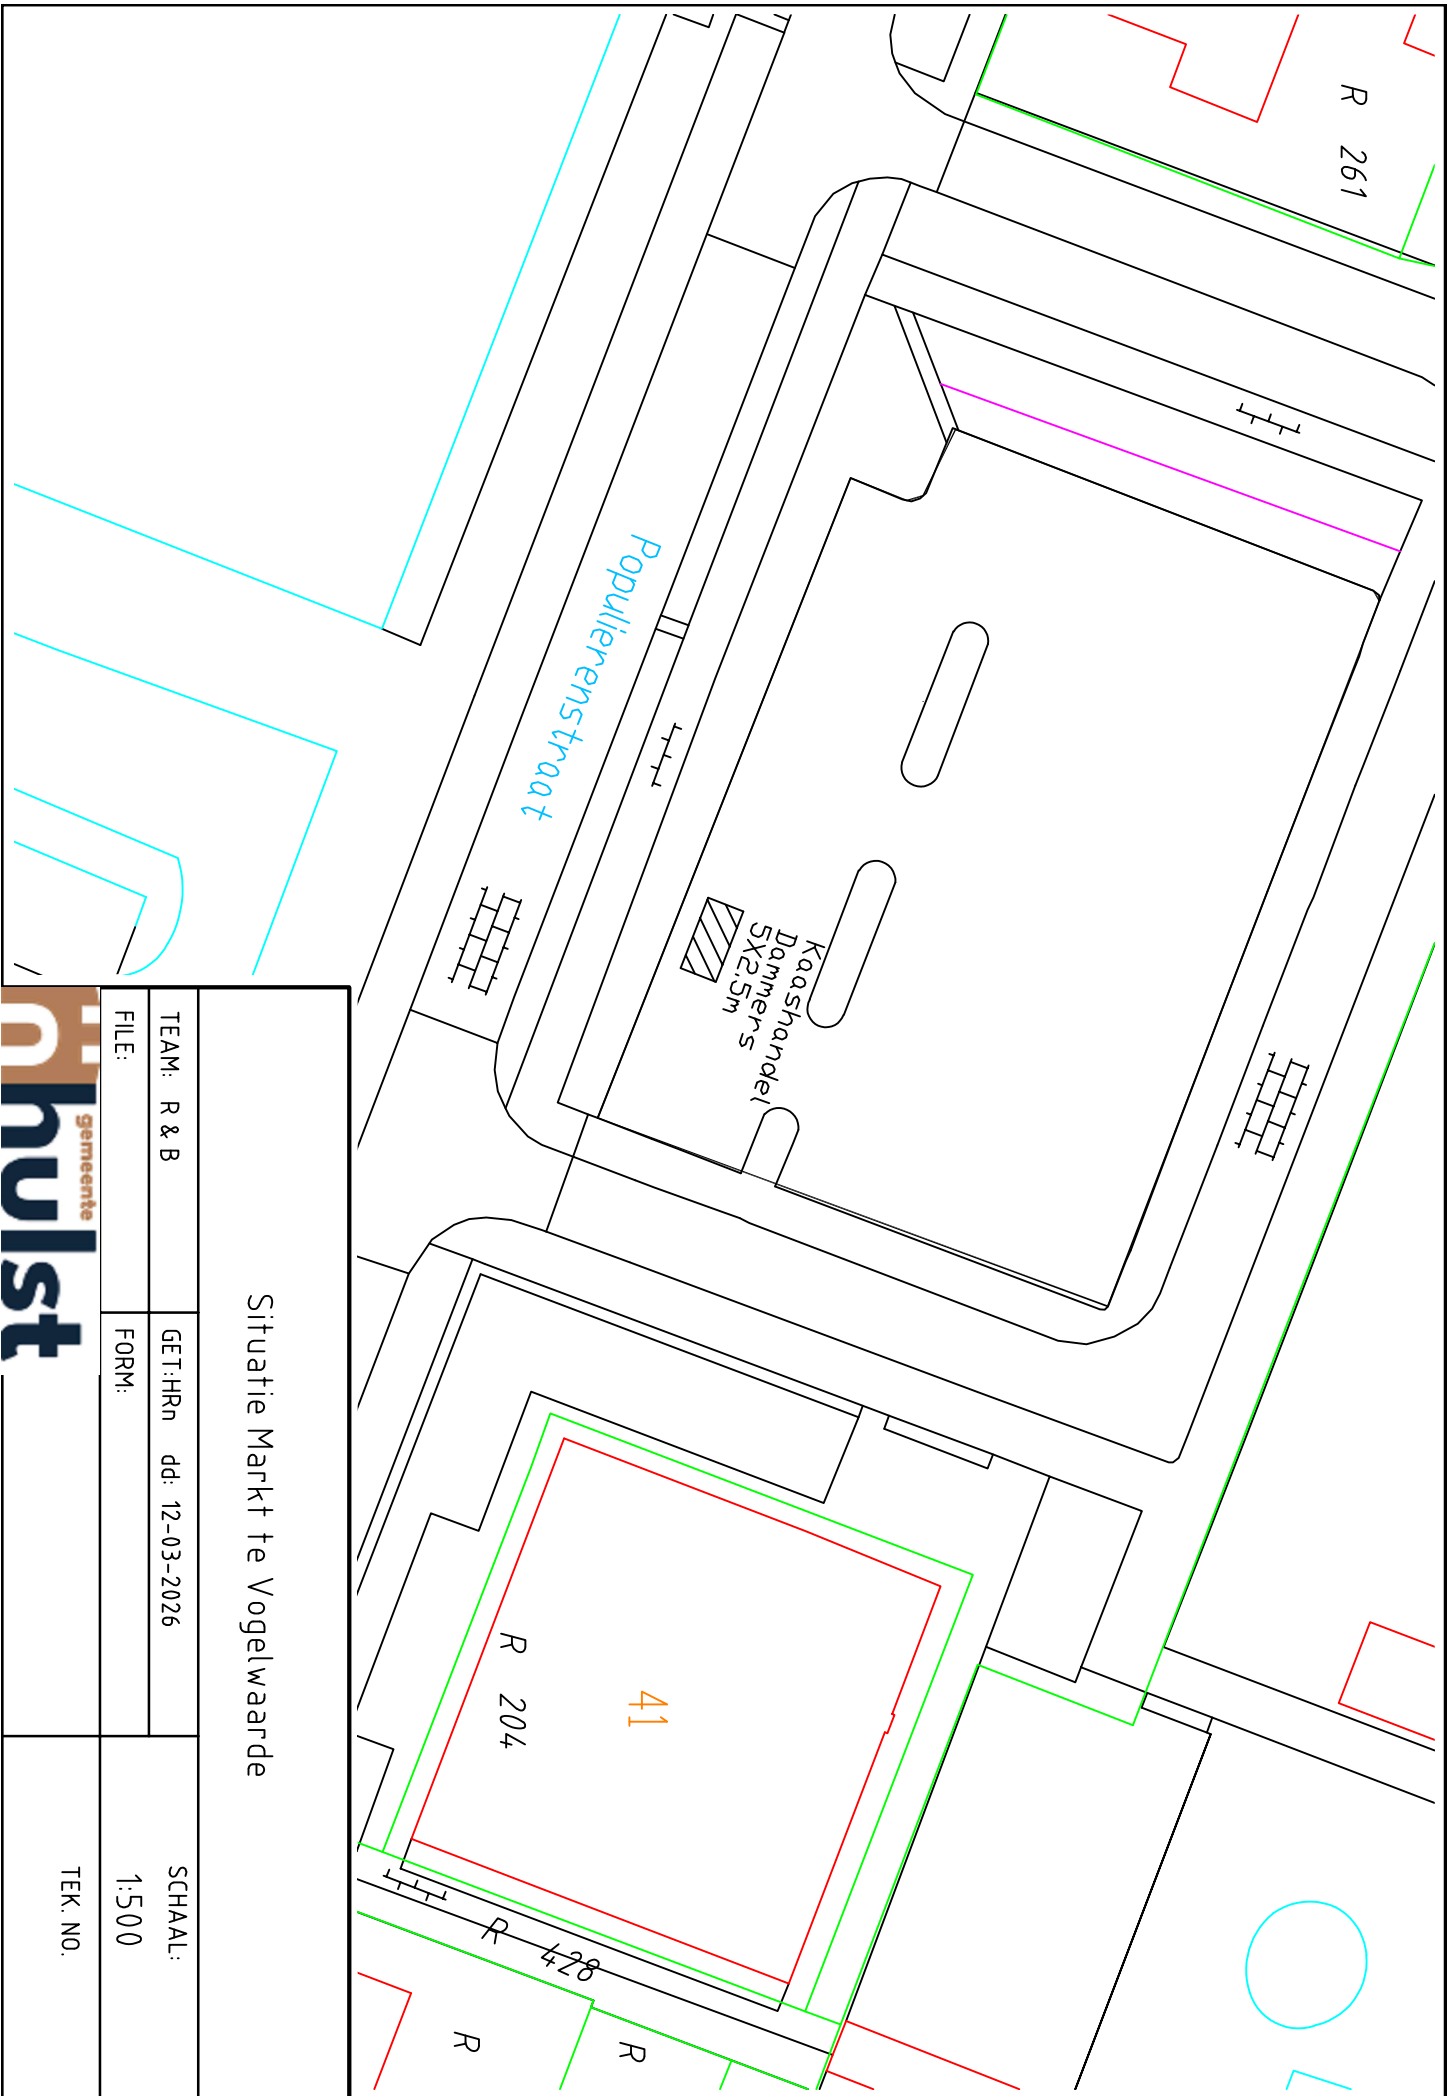 R 261
Populierenstraat
Kaashandel
Dammers
5X2.5m
41
R 204
R 428
R
R
Situatie Markt te Vogelwaarde
TEAM: R & B
GET:HRn dd: 12-03-2026
SCHAAL:
FILE:
FORM:
1:500
TEK. NO.
gemeente
hulst